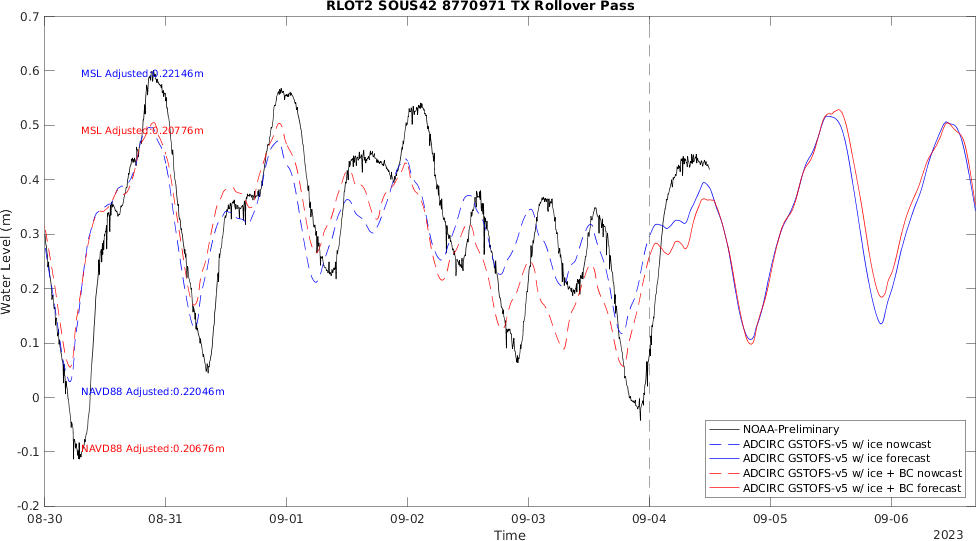 RLOT2 SOUS42 8770971 TX Rollover Pass
0.7
0.6
0.5
0.4
0.3
0.2
0.1
0
-0.1
-0.2
Water Level (m)
MSL Adjusted:0.22146m
MSL Adjusted:0.20776m
NAVD88 Adjusted:0.22046m
NAVD88 Adjusted:0.20676m
NOAA-Preliminary
ADCIRC GSTOFS-v5 w/ ice nowcast
ADCIRC GSTOFS-v5 w/ ice forecast
ADCIRC GSTOFS-v5 w/ ice + BC nowcast
ADCIRC GSTOFS-v5 w/ ice + BC forecast
08-30 08-31 09-01 09-02 09-03 09-04 09-05 09-06
Time
2023